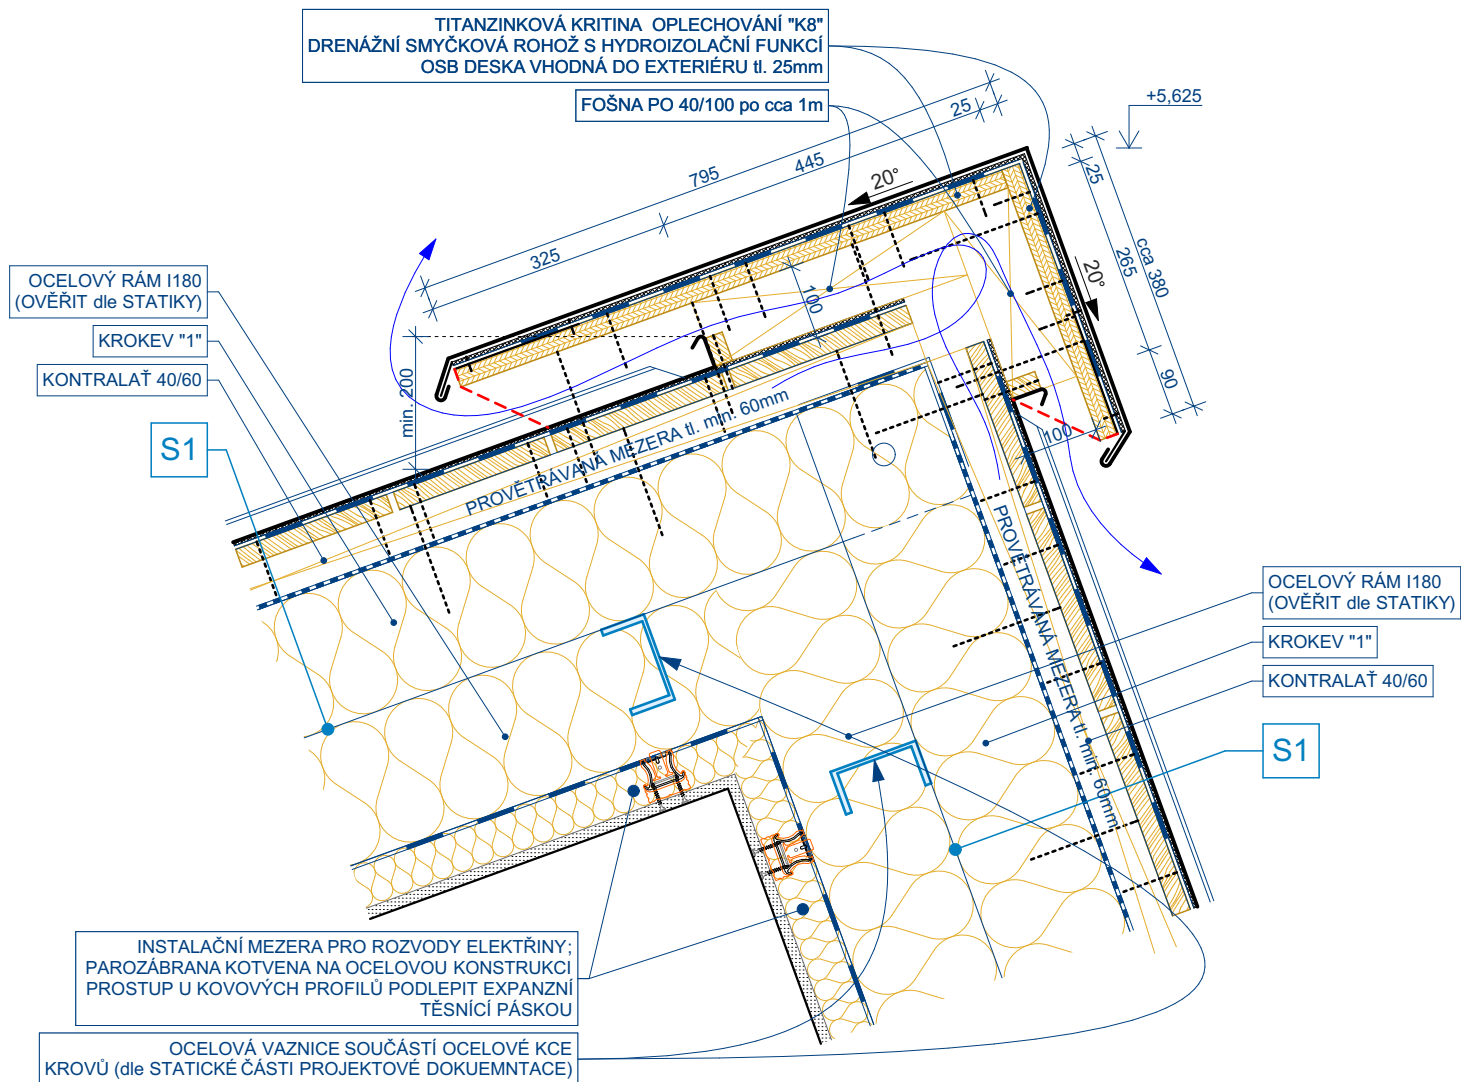 TITANZINKOVÁ KRITINA  OPLECHOVÁNÍ "K8"
DRENÁŽNÍ SMYČKOVÁ ROHOŽ S HYDROIZOLAČNÍ FUNKCÍ
OSB DESKA VHODNÁ DO EXTERIÉRU tl. 25mm
FOŠNA PO 40/100 po cca 1m
+5,625
25
445
795
325
20°
25
265
cca 380
20°
90
100
100
min. 200
OCELOVÝ RÁM I180
(OVĚŘIT dle STATIKY)
KROKEV "1"
KONTRALAŤ 40/60
S1
PROVĚTRÁVANÁ MEZERA tl. min. 60mm
PROVĚTRÁVANÁ MEZERA tl. min. 60mm
OCELOVÝ RÁM I180
(OVĚŘIT dle STATIKY)
KROKEV "1"
KONTRALAŤ 40/60
S1
INSTALAČNÍ MEZERA PRO ROZVODY ELEKTŘINY;
PAROZÁBRANA KOTVENA NA OCELOVOU KONSTRUKCI
PROSTUP U KOVOVÝCH PROFILŮ PODLEPIT EXPANZNÍ
TĚSNÍCÍ PÁSKOU
OCELOVÁ VAZNICE SOUČÁSTÍ OCELOVÉ KCE
KROVŮ (dle STATICKÉ ČÁSTI PROJEKTOVÉ DOKUEMNTACE)